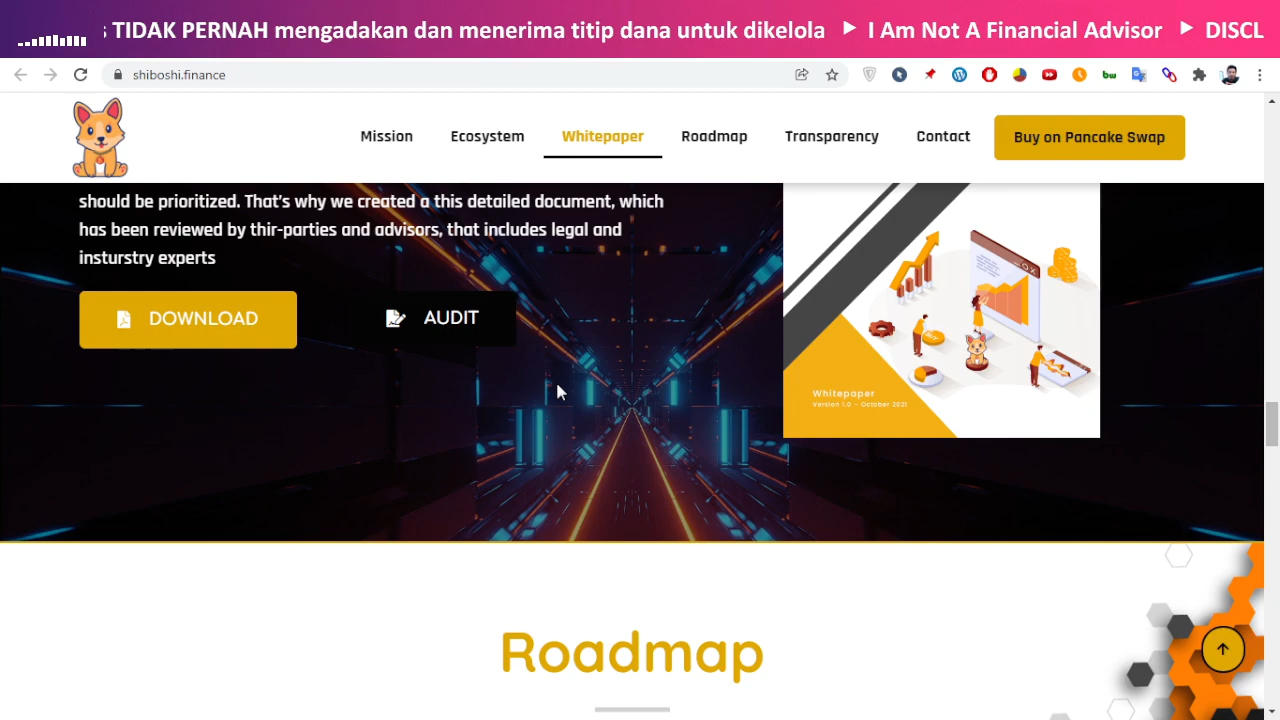 TIDAK PERNAH mengadakan dan menerima titip dana untuk dikelola ▶ I Am Not A Financial Advisor ▶ DISCL
shiboshi.finance
Mission Ecosystem Whitepaper Roadmap Transparency Contact Buy on Pancake Swap
should be prioritized. That's why we created a this detailed document, which
has been reviewed by thir-parties and advisors, that includes legal and
insturstry experts
DOWNLOAD AUDIT
Whitepaper
Version 1.0 - October 2021
Roadmap